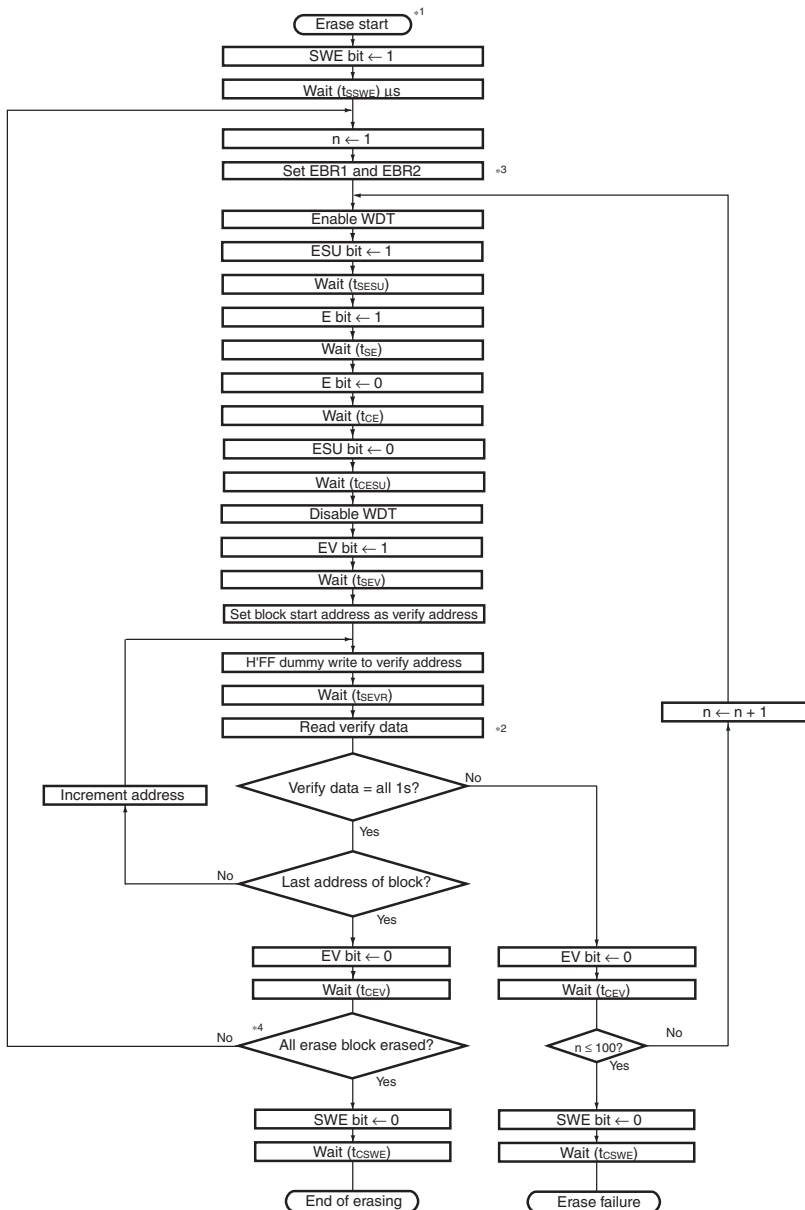 Erase start
*1
SWE bit ← 1
Wait (tSSWE) μs
n ← 1
Set EBR1 and EBR2
*3
Enable WDT
ESU bit ← 1
Wait (tSESU)
E bit ← 1
Wait (tSE)
E bit ← 0
Wait (tCE)
ESU bit ← 0
Wait (tCESU)
Disable WDT
EV bit ← 1
Wait (tSEV)
Set block start address as verify address
H'FF dummy write to verify address
Wait (tSEVR)
Read verify data
*2
n ← n + 1
Verify data = all 1s?
No
Increment address
Yes
No
Last address of block?
Yes
EV bit ← 0
EV bit ← 0
Wait (tCEV)
Wait (tCEV)
No
*4
All erase block erased?
Yes
n ≤ 100?
No
Yes
SWE bit ← 0
SWE bit ← 0
Wait (tCSWE)
Wait (tCSWE)
End of erasing
Erase failure